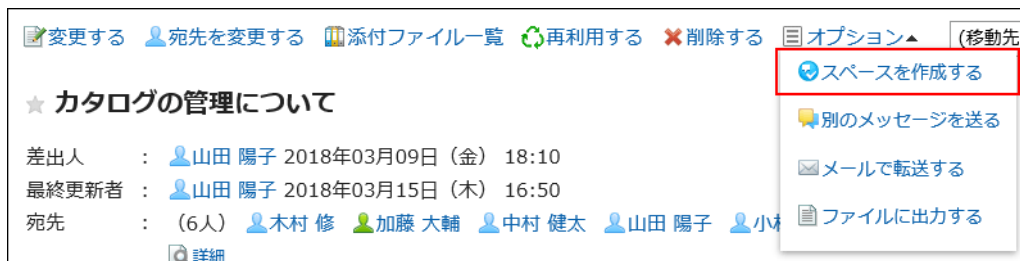 変更する 宛先を変更する 添付ファイル一覧 再利用する 削除する オプション▲ (移動先
スペースを作成する
別のメッセージを送る
メールで転送する
ファイルに出力する
カタログの管理について
差出人 : 山田 陽子 2018年03月09日(金) 18:10
最終更新者 : 山田 陽子 2018年03月15日(木) 16:50
宛先 : (6人) 木村 修 加藤 大輔 中村 健太 山田 陽子 小
詳細